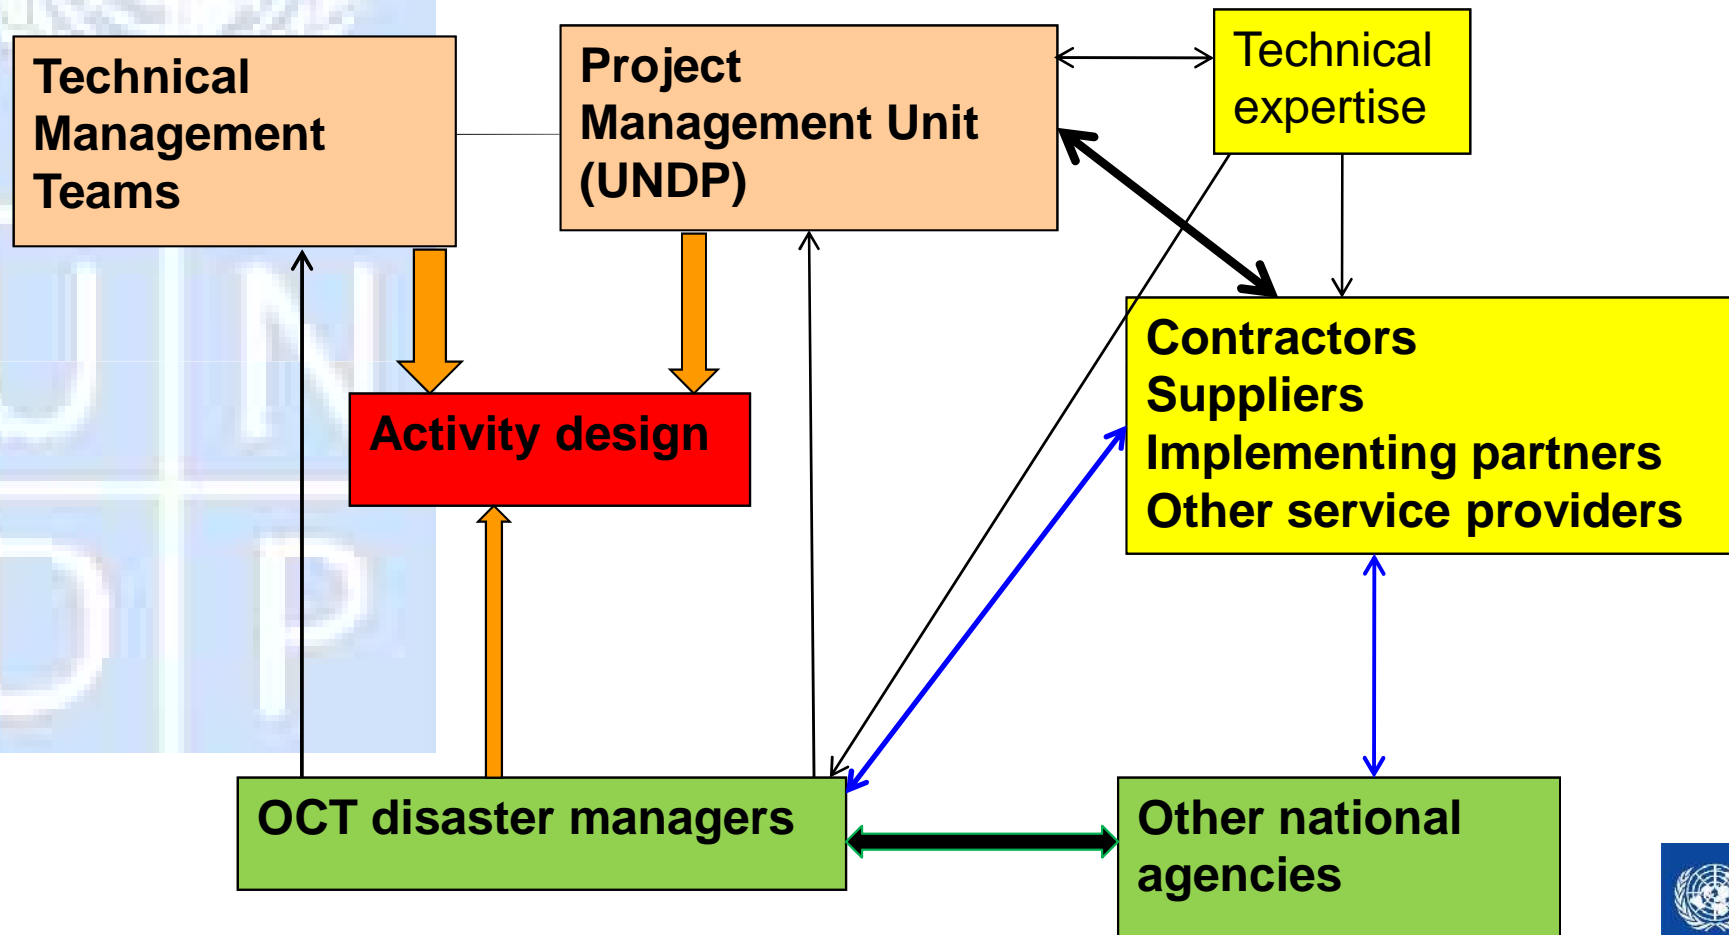 Technical
Management
Teams
Project
Management Unit
(UNDP)
Technical
expertise
Contractors
Suppliers
Implementing partners
Other service providers
Activity design
OCT disaster managers
Other national
agencies
U N
D P